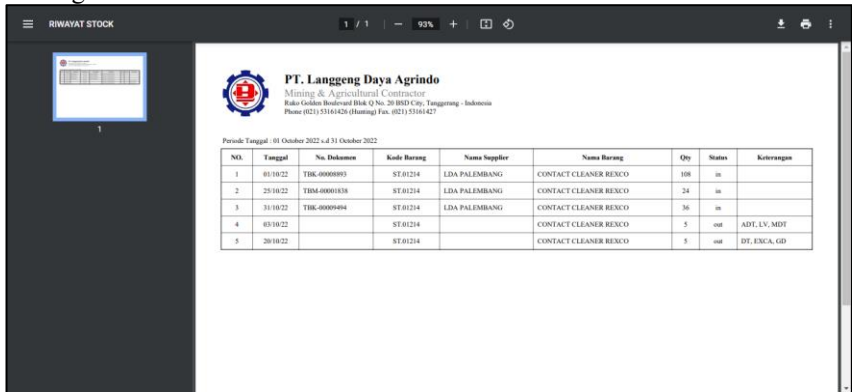 RIWAYAT STOCK
1 / 1
93%
1
PT. Langgeng Daya Agrindo
Mining & Agricultural Contractor
Ruko Golden Boulevard Blok Q No. 20 BSD City, Tanggerang - Indonesia
Phone (021) 53161426 (Hunting) Fax. (021) 53161427
Periode Tanggal : 01 October 2022 s.d 31 October 2022
NO. Tanggal No. Dokumen Kode Barang Nama Supplier Nama Barang Qty Status Keterangan
1 01/10/22 TBK-00008093 ST.01214 LDA PALEMBANG CONTACT CLEANER REXCO 108 in
2 25/10/22 TBM-00001838 ST.01214 LDA PALEMBANG CONTACT CLEANER REXCO 24 in
3 31/10/22 TBK-00009494 ST.01214 LDA PALEMBANG CONTACT CLEANER REXCO 36 in
4 03/10/22 ST.01214 CONTACT CLEANER REXCO 5 out ADT, LV, MDT
5 20/10/22 ST.01214 CONTACT CLEANER REXCO 5 out DT, EXCA, GD